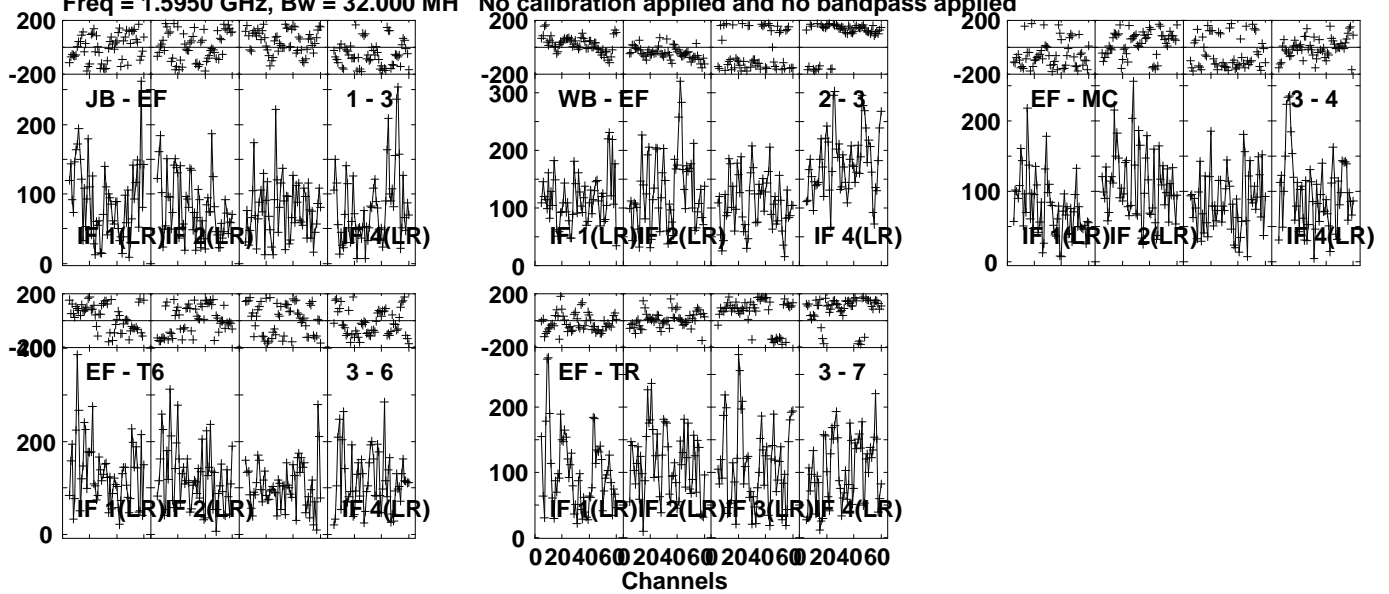 Freq = 1.5950 GHz, Bw = 32.000 MH   No calibration applied and no bandpass applied
200
-200
JB - EF
1 - 3
200
100
0
IF 1(LR)
IF 2(LR)
IF 4(LR)
200
-200
300
WB - EF
2 - 3
200
100
0
IF 1(LR)
IF 2(LR)
IF 4(LR)
200
-200
EF - MC
3 - 4
200
100
0
IF 1(LR)
IF 2(LR)
IF 4(LR)
200
-200
400
EF - T6
3 - 6
200
0
IF 1(LR)
IF 2(LR)
IF 4(LR)
200
-200
EF - TR
3 - 7
200
100
0
IF 1(LR)
IF 2(LR)
IF 3(LR)
IF 4(LR)
0 20 40 60 0 20 40 60 0 20 40 60 0 20 40 60
Channels